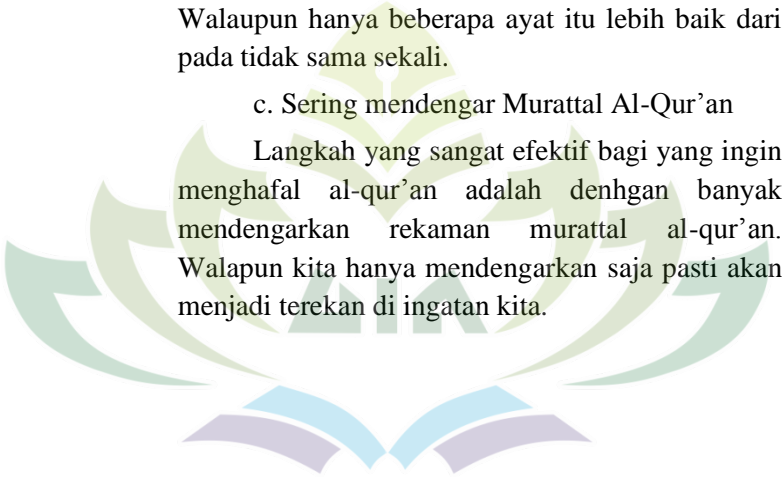 Walaupun hanya beberapa ayat itu lebih baik dari
pada tidak sama sekali.
c. Sering mendengar Murattal Al-Qur’an
Langkah yang sangat efektif bagi yang ingin
menghafal al-qur’an adalah denhgan banyak
mendengarkan rekaman murattal al-qur’an.
Walapun kita hanya mendengarkan saja pasti akan
menjadi terekan di ingatan kita.